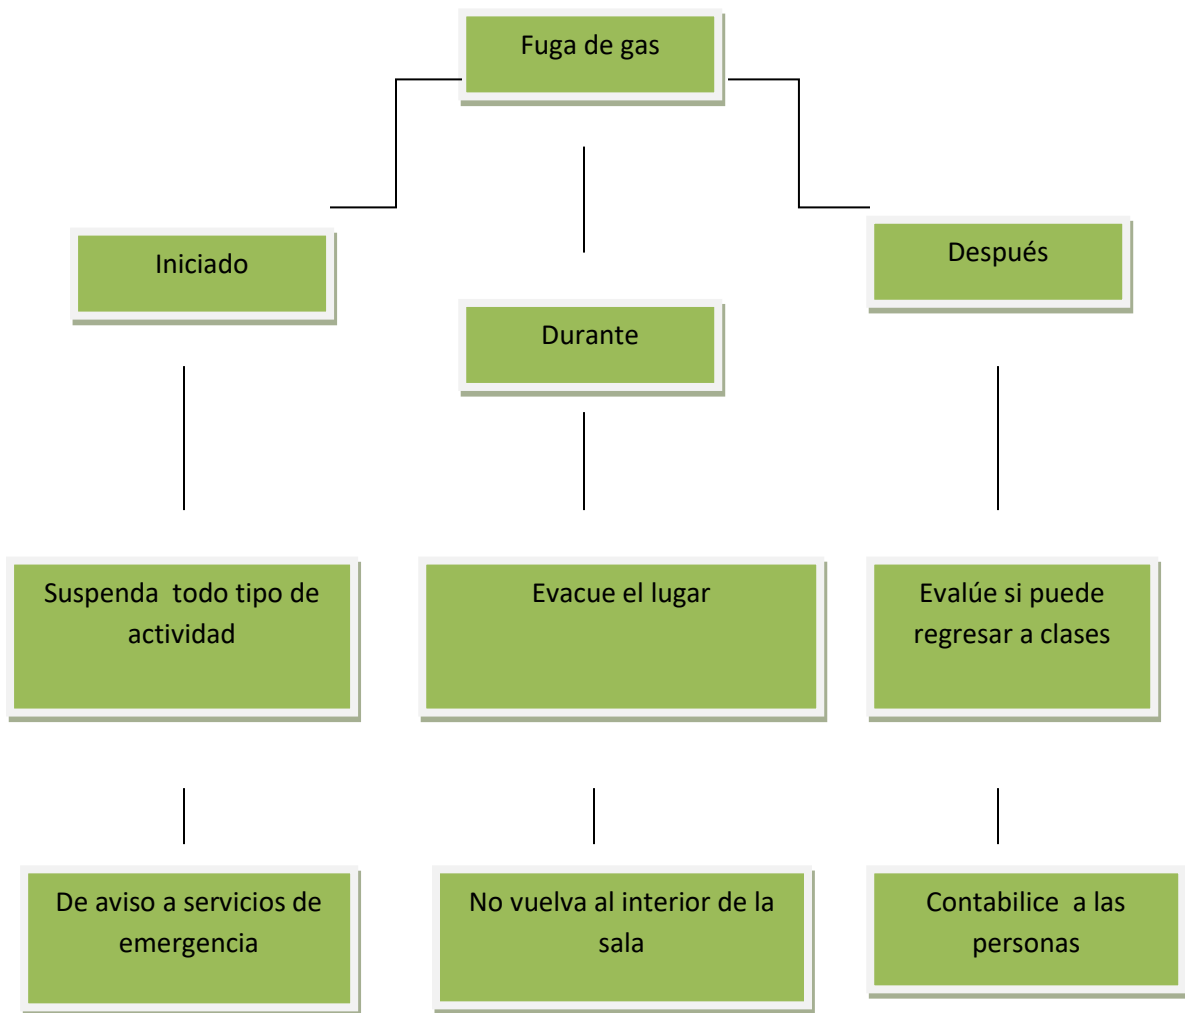 Fuga de gas
Iniciado
Durante
Después
Suspenda  todo tipo de
actividad
Evacue el lugar
Evalúe si puede
regresar a clases
De aviso a servicios de
emergencia
No vuelva al interior de la
sala
Contabilice  a las
personas